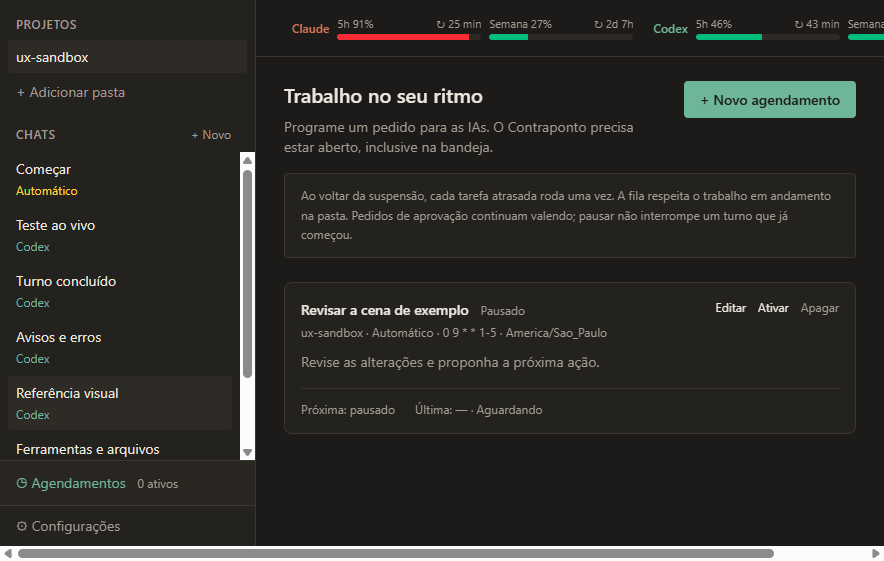 PROJETOS
ux-sandbox
+ Adicionar pasta
CHATS + Novo
Começar
Automático
Teste ao vivo
Codex
Turno concluído
Codex
Avisos e erros
Codex
Referência visual
Codex
Ferramentas e arquivos
◷ Agendamentos 0 ativos
⚙ Configurações
Claude 5h 91% ↻ 25 min Semana 27% ↻ 2d 7h Codex 5h 46% ↻ 43 min Semana
Trabalho no seu ritmo
+ Novo agendamento
Programe um pedido para as IAs. O Contraponto precisa
estar aberto, inclusive na bandeja.
Ao voltar da suspensão, cada tarefa atrasada roda uma vez. A fila respeita o trabalho em andamento
na pasta. Pedidos de aprovação continuam valendo; pausar não interrompe um turno que já
começou.
Revisar a cena de exemplo Pausado Editar Ativar Apagar
ux-sandbox · Automático · 0 9 * * 1-5 · America/Sao_Paulo
Revise as alterações e proponha a próxima ação.
Próxima: pausado Última: — · Aguardando